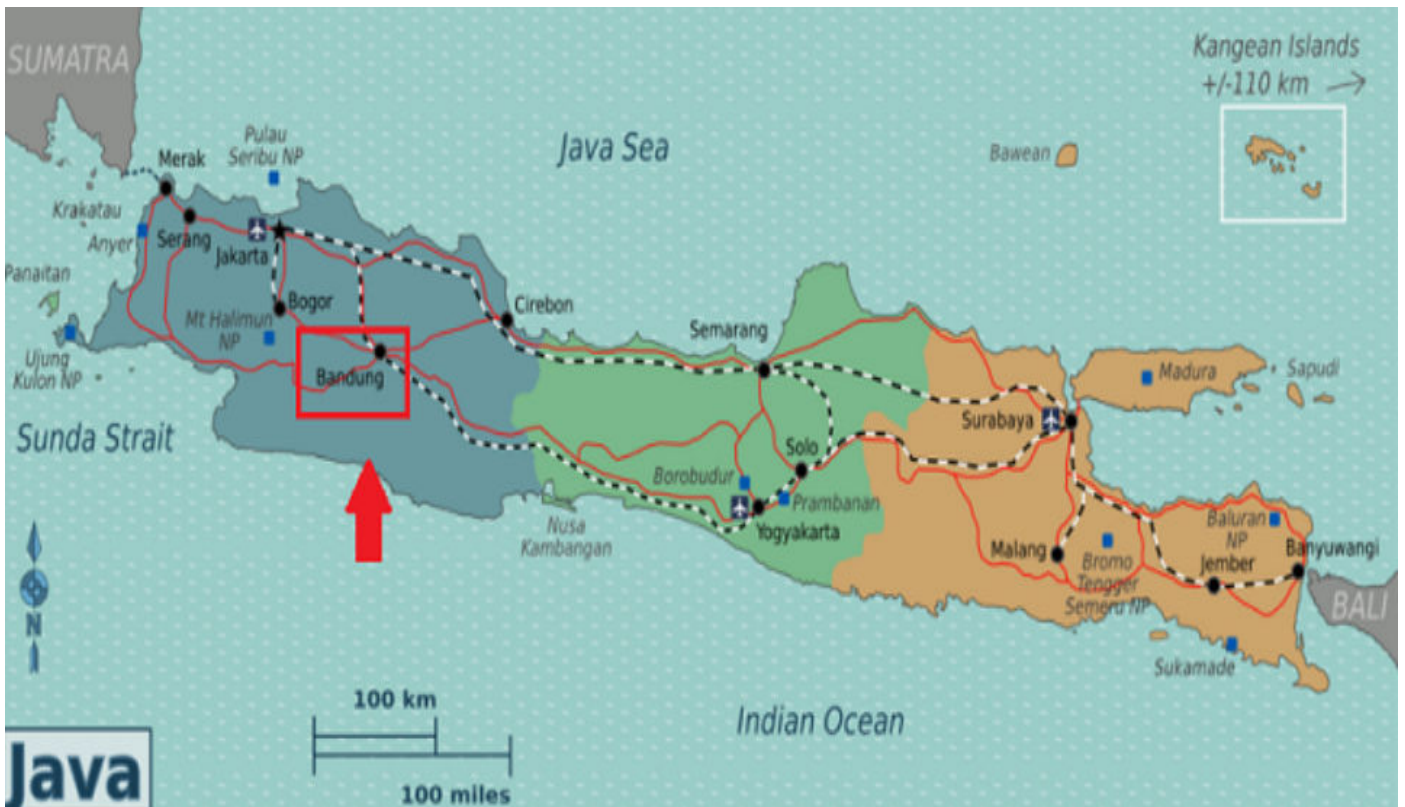 SUMATRA
Kangean Islands
+/-110 km
Pulau
Seribu NP
Java Sea
Bawean
Merak
Krakatau
Anyer
Serang
Jakarta
Panaitan
Bogor
Cirebon
Mt Halimun
NP
Semarang
Ujung
Kulon NP
Bandung
Madura
Sapudi
Sunda Strait
Surabaya
Solo
Borobudur
Prambanan
Nusa
Kambangan
Yogyakarta
Malang
Bromo
Tengger
Semeru NP
Baluran
NP
Jember
Banyuwangi
BALI
N
Sukamade
100 km
Indian Ocean
100 miles
Java